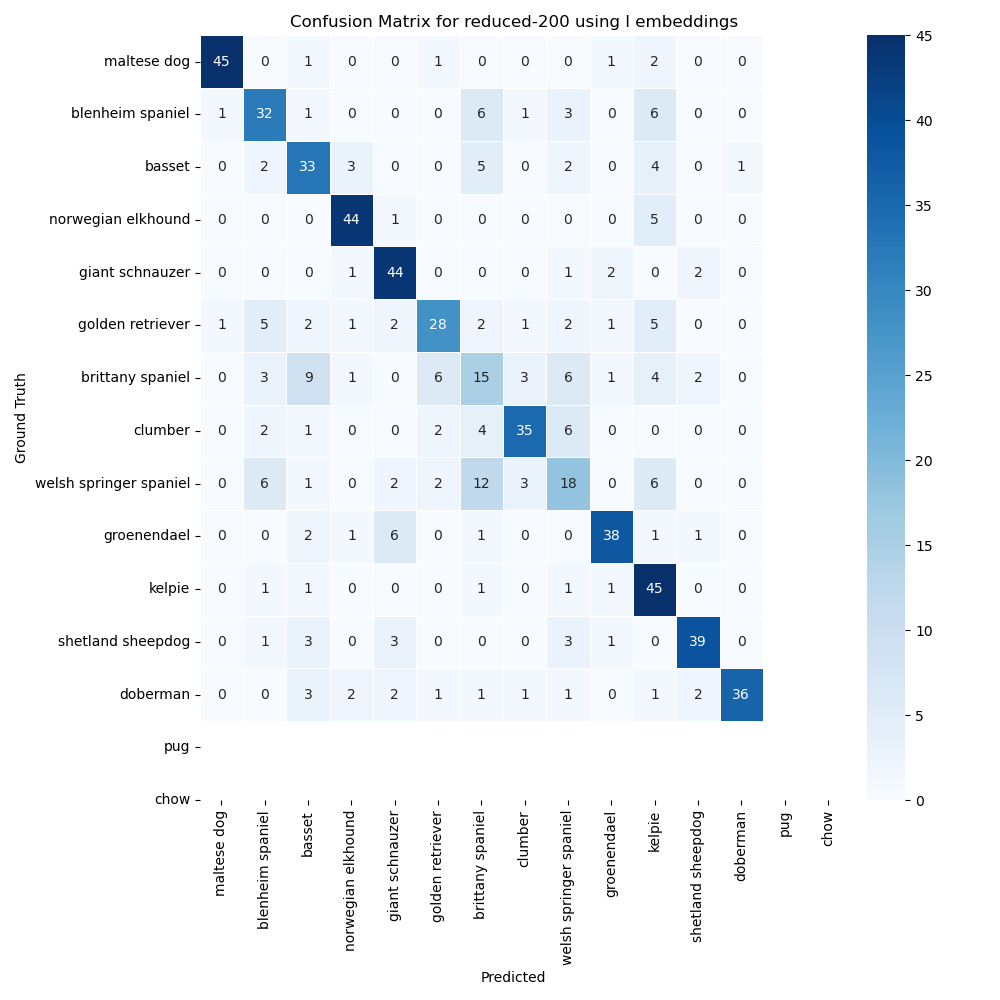 Confusion Matrix for reduced-200 using l embeddings
maltese dog 45 0 1 0 0 1 0 0 0 1 2 0 0
blenheim spaniel 1 32 1 0 0 0 6 1 3 0 6 0 0
basset 0 2 33 3 0 0 5 0 2 0 4 0 1
norwegian elkhound 0 0 0 44 1 0 0 0 0 0 5 0 0
giant schnauzer 0 0 0 1 44 0 0 0 1 2 0 2 0
golden retriever 1 5 2 1 2 28 2 1 2 1 5 0 0
brittany spaniel 0 3 9 1 0 6 15 3 6 1 4 2 0
clumber 0 2 1 0 0 2 4 35 6 0 0 0 0
welsh springer spaniel 0 6 1 0 2 2 12 3 18 0 6 0 0
groenendael 0 0 2 1 6 0 1 0 0 38 1 1 0
kelpie 0 1 1 0 0 0 1 0 1 1 45 0 0
shetland sheepdog 0 1 3 0 3 0 0 0 3 1 0 39 0
doberman 0 0 3 2 2 1 1 1 1 0 1 2 36
pug
chow
Ground Truth
maltese dog
blenheim spaniel
basset
norwegian elkhound
giant schnauzer
golden retriever
brittany spaniel
clumber
welsh springer spaniel
groenendael
kelpie
shetland sheepdog
doberman
pug
chow
Predicted
45
40
35
30
25
20
15
10
5
0